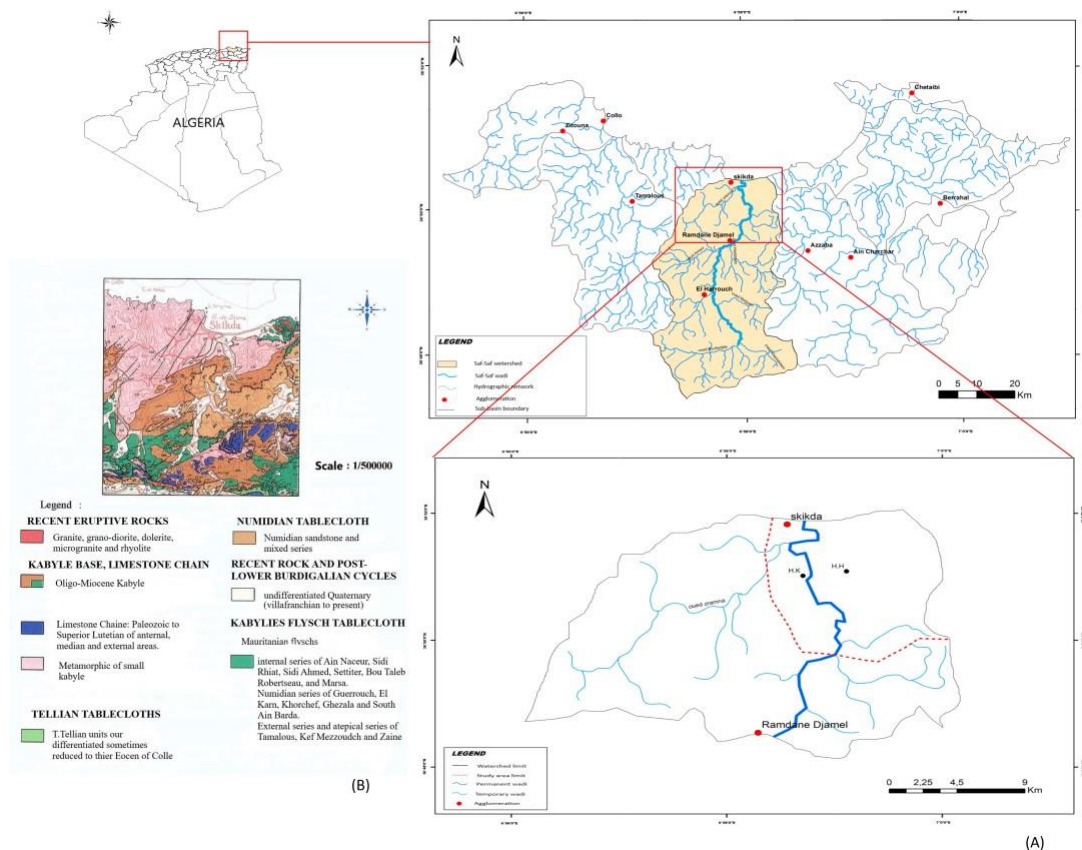 ALGERIA
N
Chetaibi
Collo
Zitouna
skikda
Tamalous
Berrahal
Ramdane Djamel
Azzaba
Ain Charchar
El Harrouch
LEGEND
Saf-Saf watershed
Saf-Saf wadi
Hydrographic network
Agglomeration
Sub-basin boundary
0 5 10 20
Km
Skikda
Scale : 1/500000
Legend :
RECENT ERUPTIVE ROCKS
Granite, grano-diorite, dolerite,
microgranite and rhyolite
KABYLE BASE, LIMESTONE CHAIN
Oligo-Miocene Kabyle
Limestone Chaine: Paleozoic to
Superior Lutetian of anternal,
median and external areas.
Metamorphic of small
kabyle
TELLIAN TABLECLOTHS
T.Tellian units our
differentiated sometimes
reduced to thier Eocen of Colle
NUMIDIAN TABLECLOTH
Numidian sandstone and
mixed series
RECENT ROCK AND POST-
LOWER BURDIGALIAN CYCLES
undifferentiated Quaternary
(villafranchian to present)
KABYLIES FLYSCH TABLECLOTH
Mauritanian flyschs
internal series of Ain Naceur, Sidi
Rhiat, Sidi Ahmed, Settiter, Bou Taleb
Robertseau, and Marsa.
Numidian series of Guerrouch, El
Karn, Khorchef, Ghezala and South
Ain Barda.
External series and atepical series of
Tamalous, Kef Mezzoudch and Zaine
(B)
N
skikda
H.K
H.H
oued zramna
Ramdane Djamel
LEGEND
Watershed limit
Study area limit
Permanent wadi
Temporary wadi
Agglomeration
0 2,25 4,5 9
Km
(A)